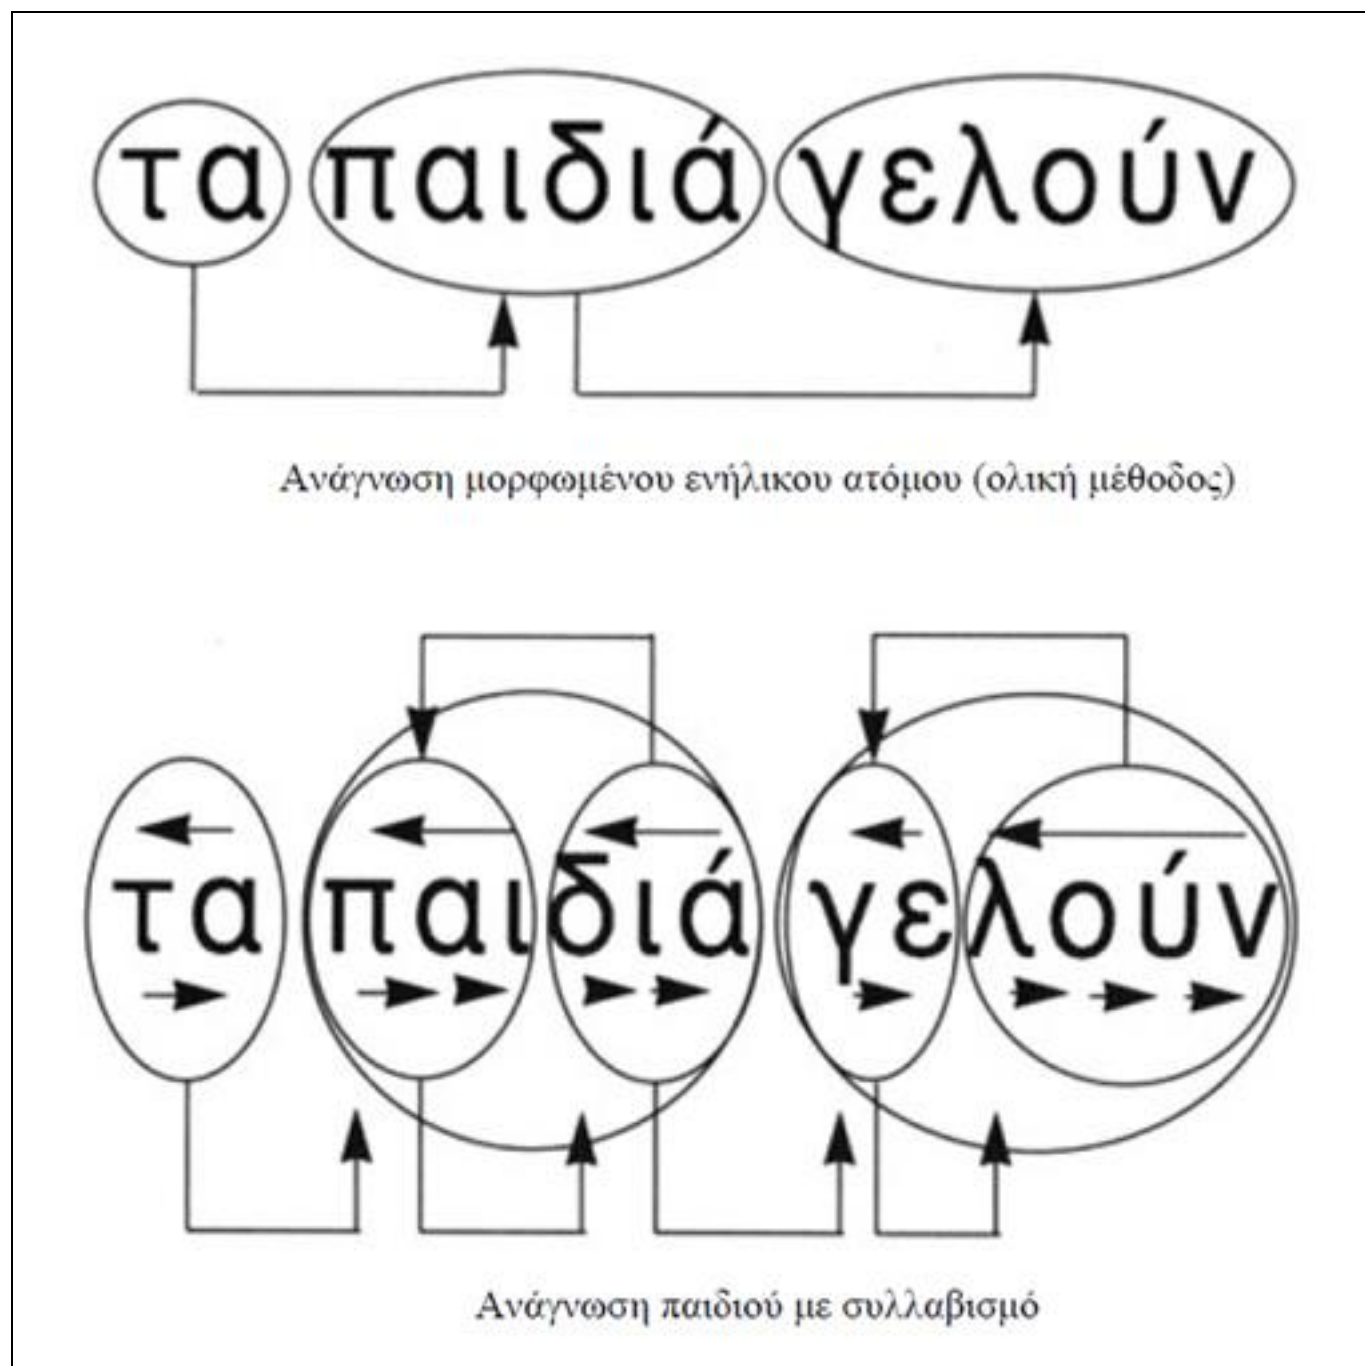 τα παιδιά γελούν
Ανάγνωση μορφωμένου ενήλικου ατόμου (ολική μέθοδος)
τα παιδιά γελούν
Ανάγνωση παιδιού με συλλαβισμό